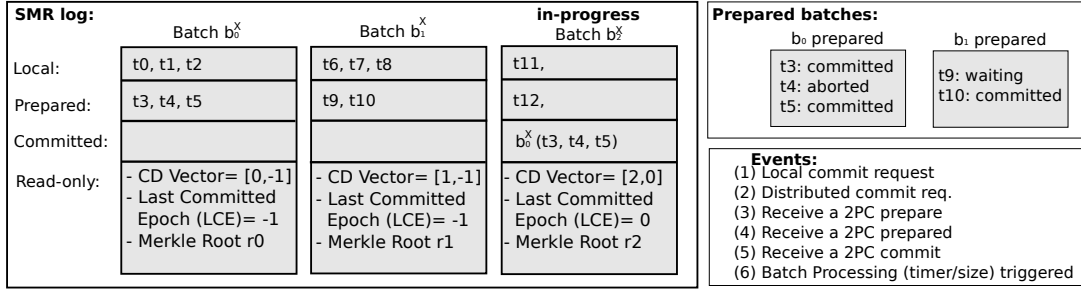 SMR log:
in-progress
Batch b₀ˣ
Batch b₁ˣ
Batch b₂ˣ
Local:
t0, t1, t2
t6, t7, t8
t11,
Prepared:
t3, t4, t5
t9, t10
t12,
Committed:
b₀ˣ (t3, t4, t5)
Read-only:
- CD Vector= [0,-1]
- Last Committed
Epoch (LCE)= -1
- Merkle Root r0
- CD Vector= [1,-1]
- Last Committed
Epoch (LCE)= -1
- Merkle Root r1
- CD Vector= [2,0]
- Last Committed
Epoch (LCE)= 0
- Merkle Root r2
Prepared batches:
b₀ prepared
t3: committed
t4: aborted
t5: committed
b₁ prepared
t9: waiting
t10: committed
Events:
(1) Local commit request
(2) Distributed commit req.
(3) Receive a 2PC prepare
(4) Receive a 2PC prepared
(5) Receive a 2PC commit
(6) Batch Processing (timer/size) triggered